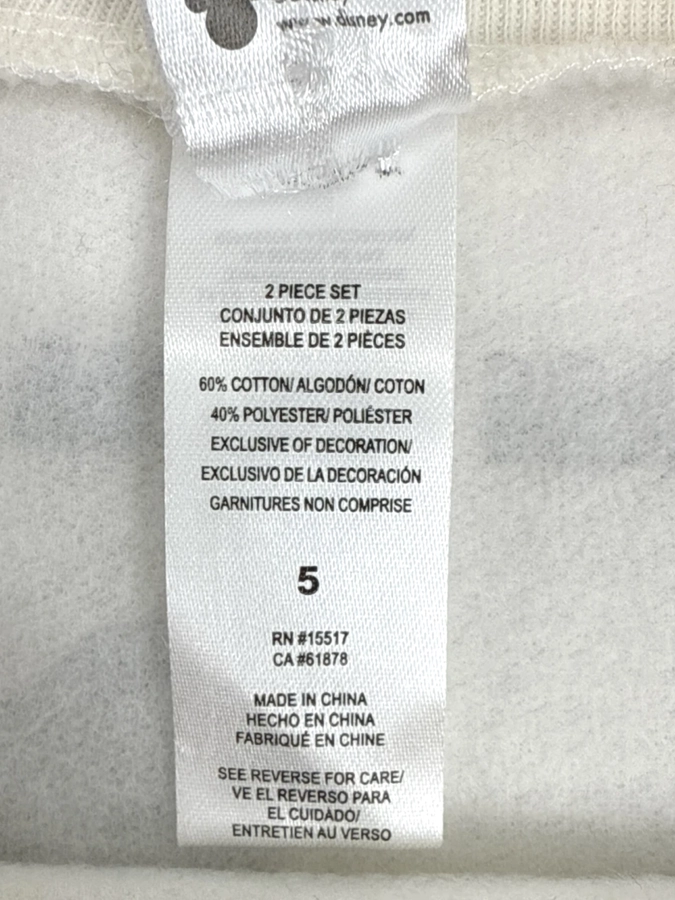 www.disney.com
2 PIECE SET
CONJUNTO DE 2 PIEZAS
ENSEMBLE DE 2 PIÈCES
60% COTTON/ ALGODÓN/ COTON
40% POLYESTER/ POLIÉSTER
EXCLUSIVE OF DECORATION/
EXCLUSIVO DE LA DECORACIÓN
GARNITURES NON COMPRISE
5
RN #15517
CA #61878
MADE IN CHINA
HECHO EN CHINA
FABRIQUÉ EN CHINE
SEE REVERSE FOR CARE/
VE EL REVERSO PARA
EL CUIDADO/
ENTRETIEN AU VERSO